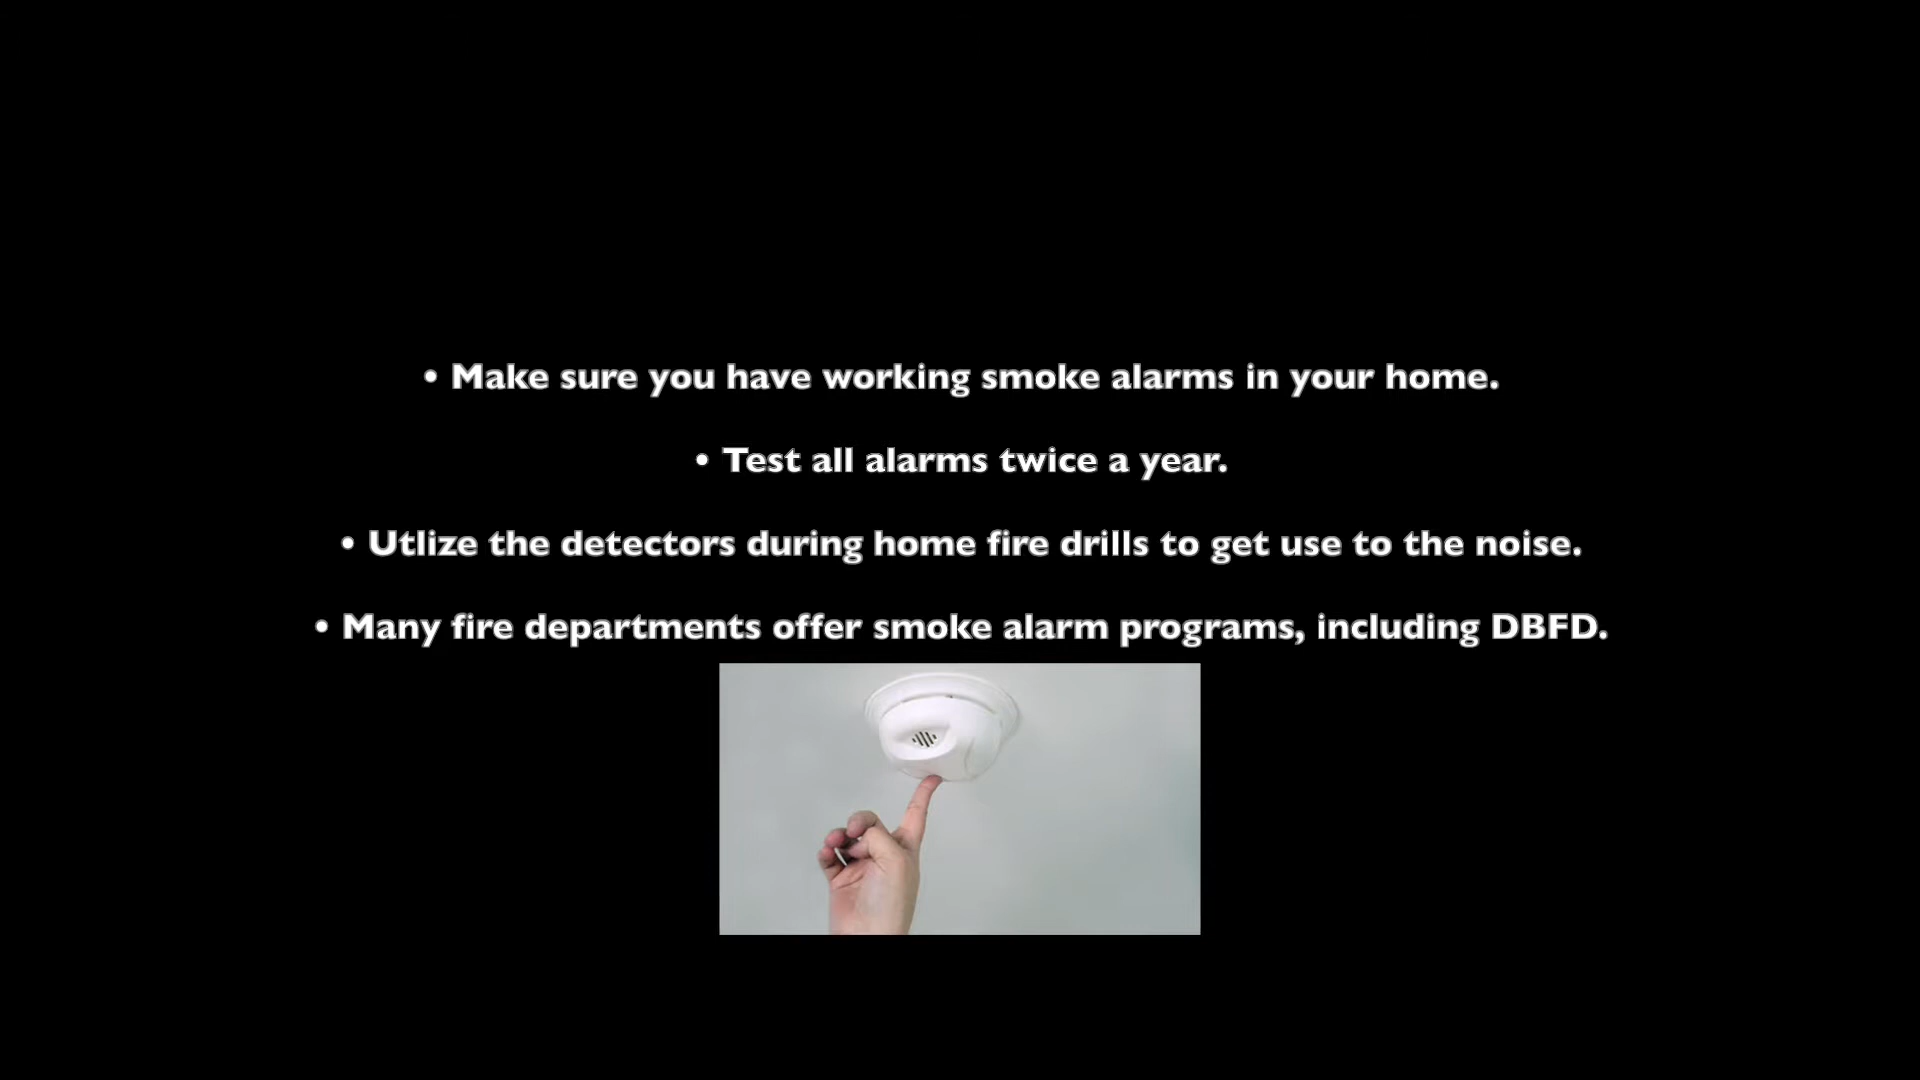 • Make sure you have working smoke alarms in your home.
• Test all alarms twice a year.
• Utlize the detectors during home fire drills to get use to the noise.
• Many fire departments offer smoke alarm programs, including DBFD.